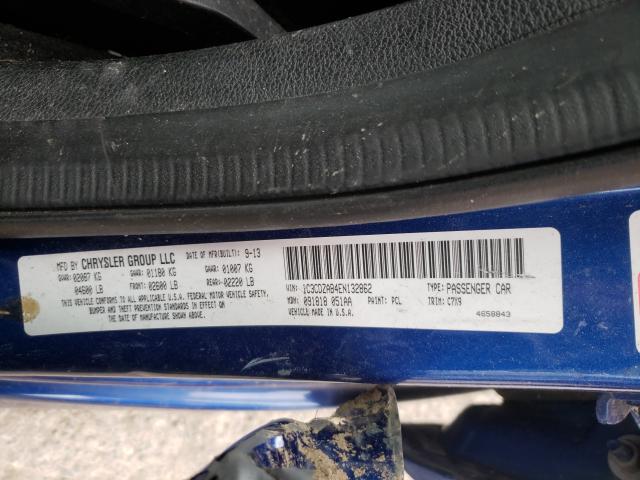 MFD BY CHRYSLER GROUP LLC DATE OF MFR(BUILT): 9-13
GVWR: 02087 KG GAWR: 01180 KG GAWR: 01007 KG
04600 LB FRONT: 02600 LB REAR: 02220 LB
THIS VEHICLE CONFORMS TO ALL APPLICABLE U.S.A. FEDERAL MOTOR VEHICLE SAFETY,
BUMPER AND THEFT PREVENTION STANDARDS IN EFFECT
ON THE DATE OF MANUFACTURE SHOWN ABOVE.
VIN: 1C3CDZAB4EN132862 TYPE: PASSENGER CAR
MDH: 091818 051AA PAINT: PCL TRIM: C7X9
VEHICLE MADE IN U.S.A. 4658843